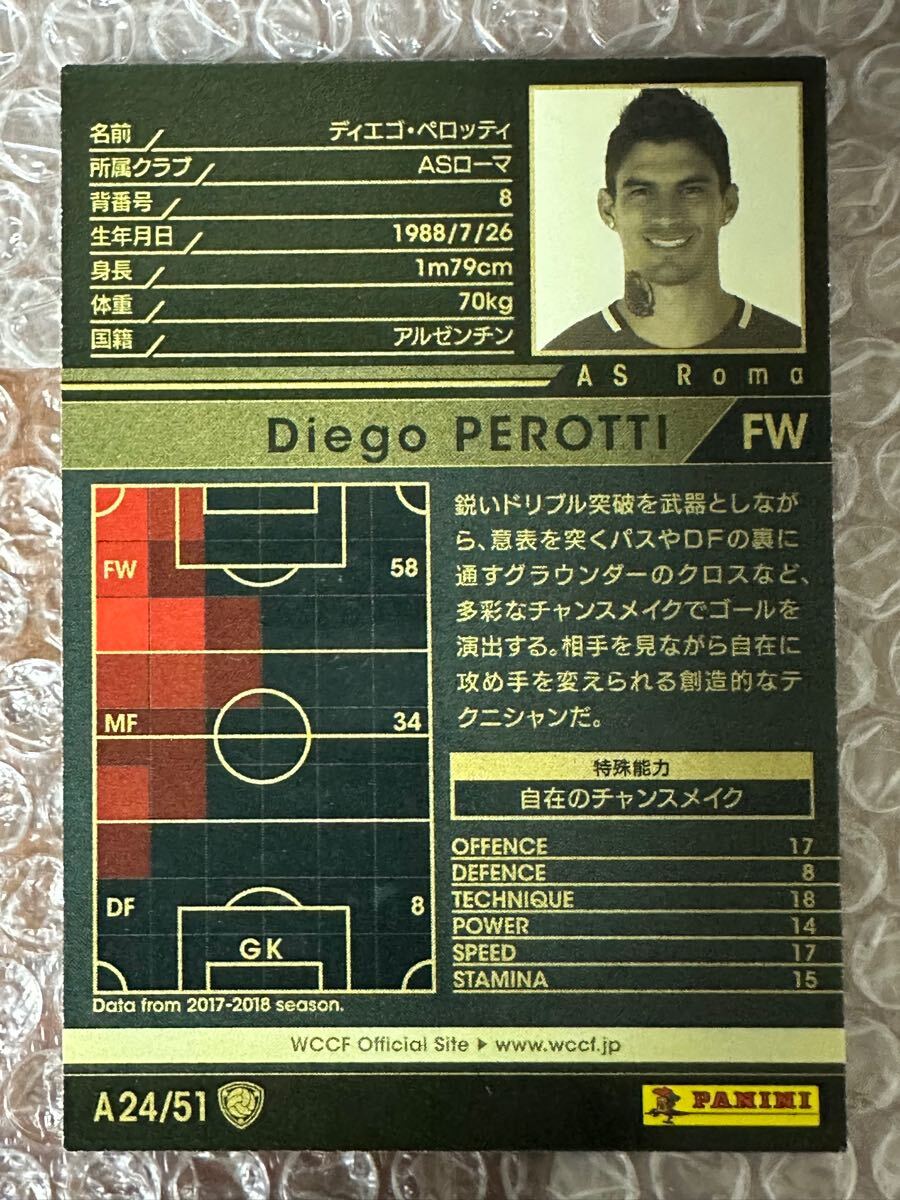 名前 ディエゴ・ペロッティ
所属クラブ ASローマ
背番号 8
生年月日 1988/7/26
身長 1m79cm
体重 70kg
国籍 アルゼンチン
AS Roma
Diego PEROTTI FW
FW 58
MF 34
DF 8
GK
Data from 2017-2018 season.
鋭いドリブル突破を武器としなが
ら、意表を突くパスやDFの裏に
通すグラウンダーのクロスなど、
多彩なチャンスメイクでゴールを
演出する。相手を見ながら自在に
攻め手を変えられる創造的なテ
クニシャンだ。
特殊能力
自在のチャンスメイク
OFFENCE 17
DEFENCE 8
TECHNIQUE 18
POWER 14
SPEED 17
STAMINA 15
WCCF Official Site ▶ www.wccf.jp
A24/51
PANINI